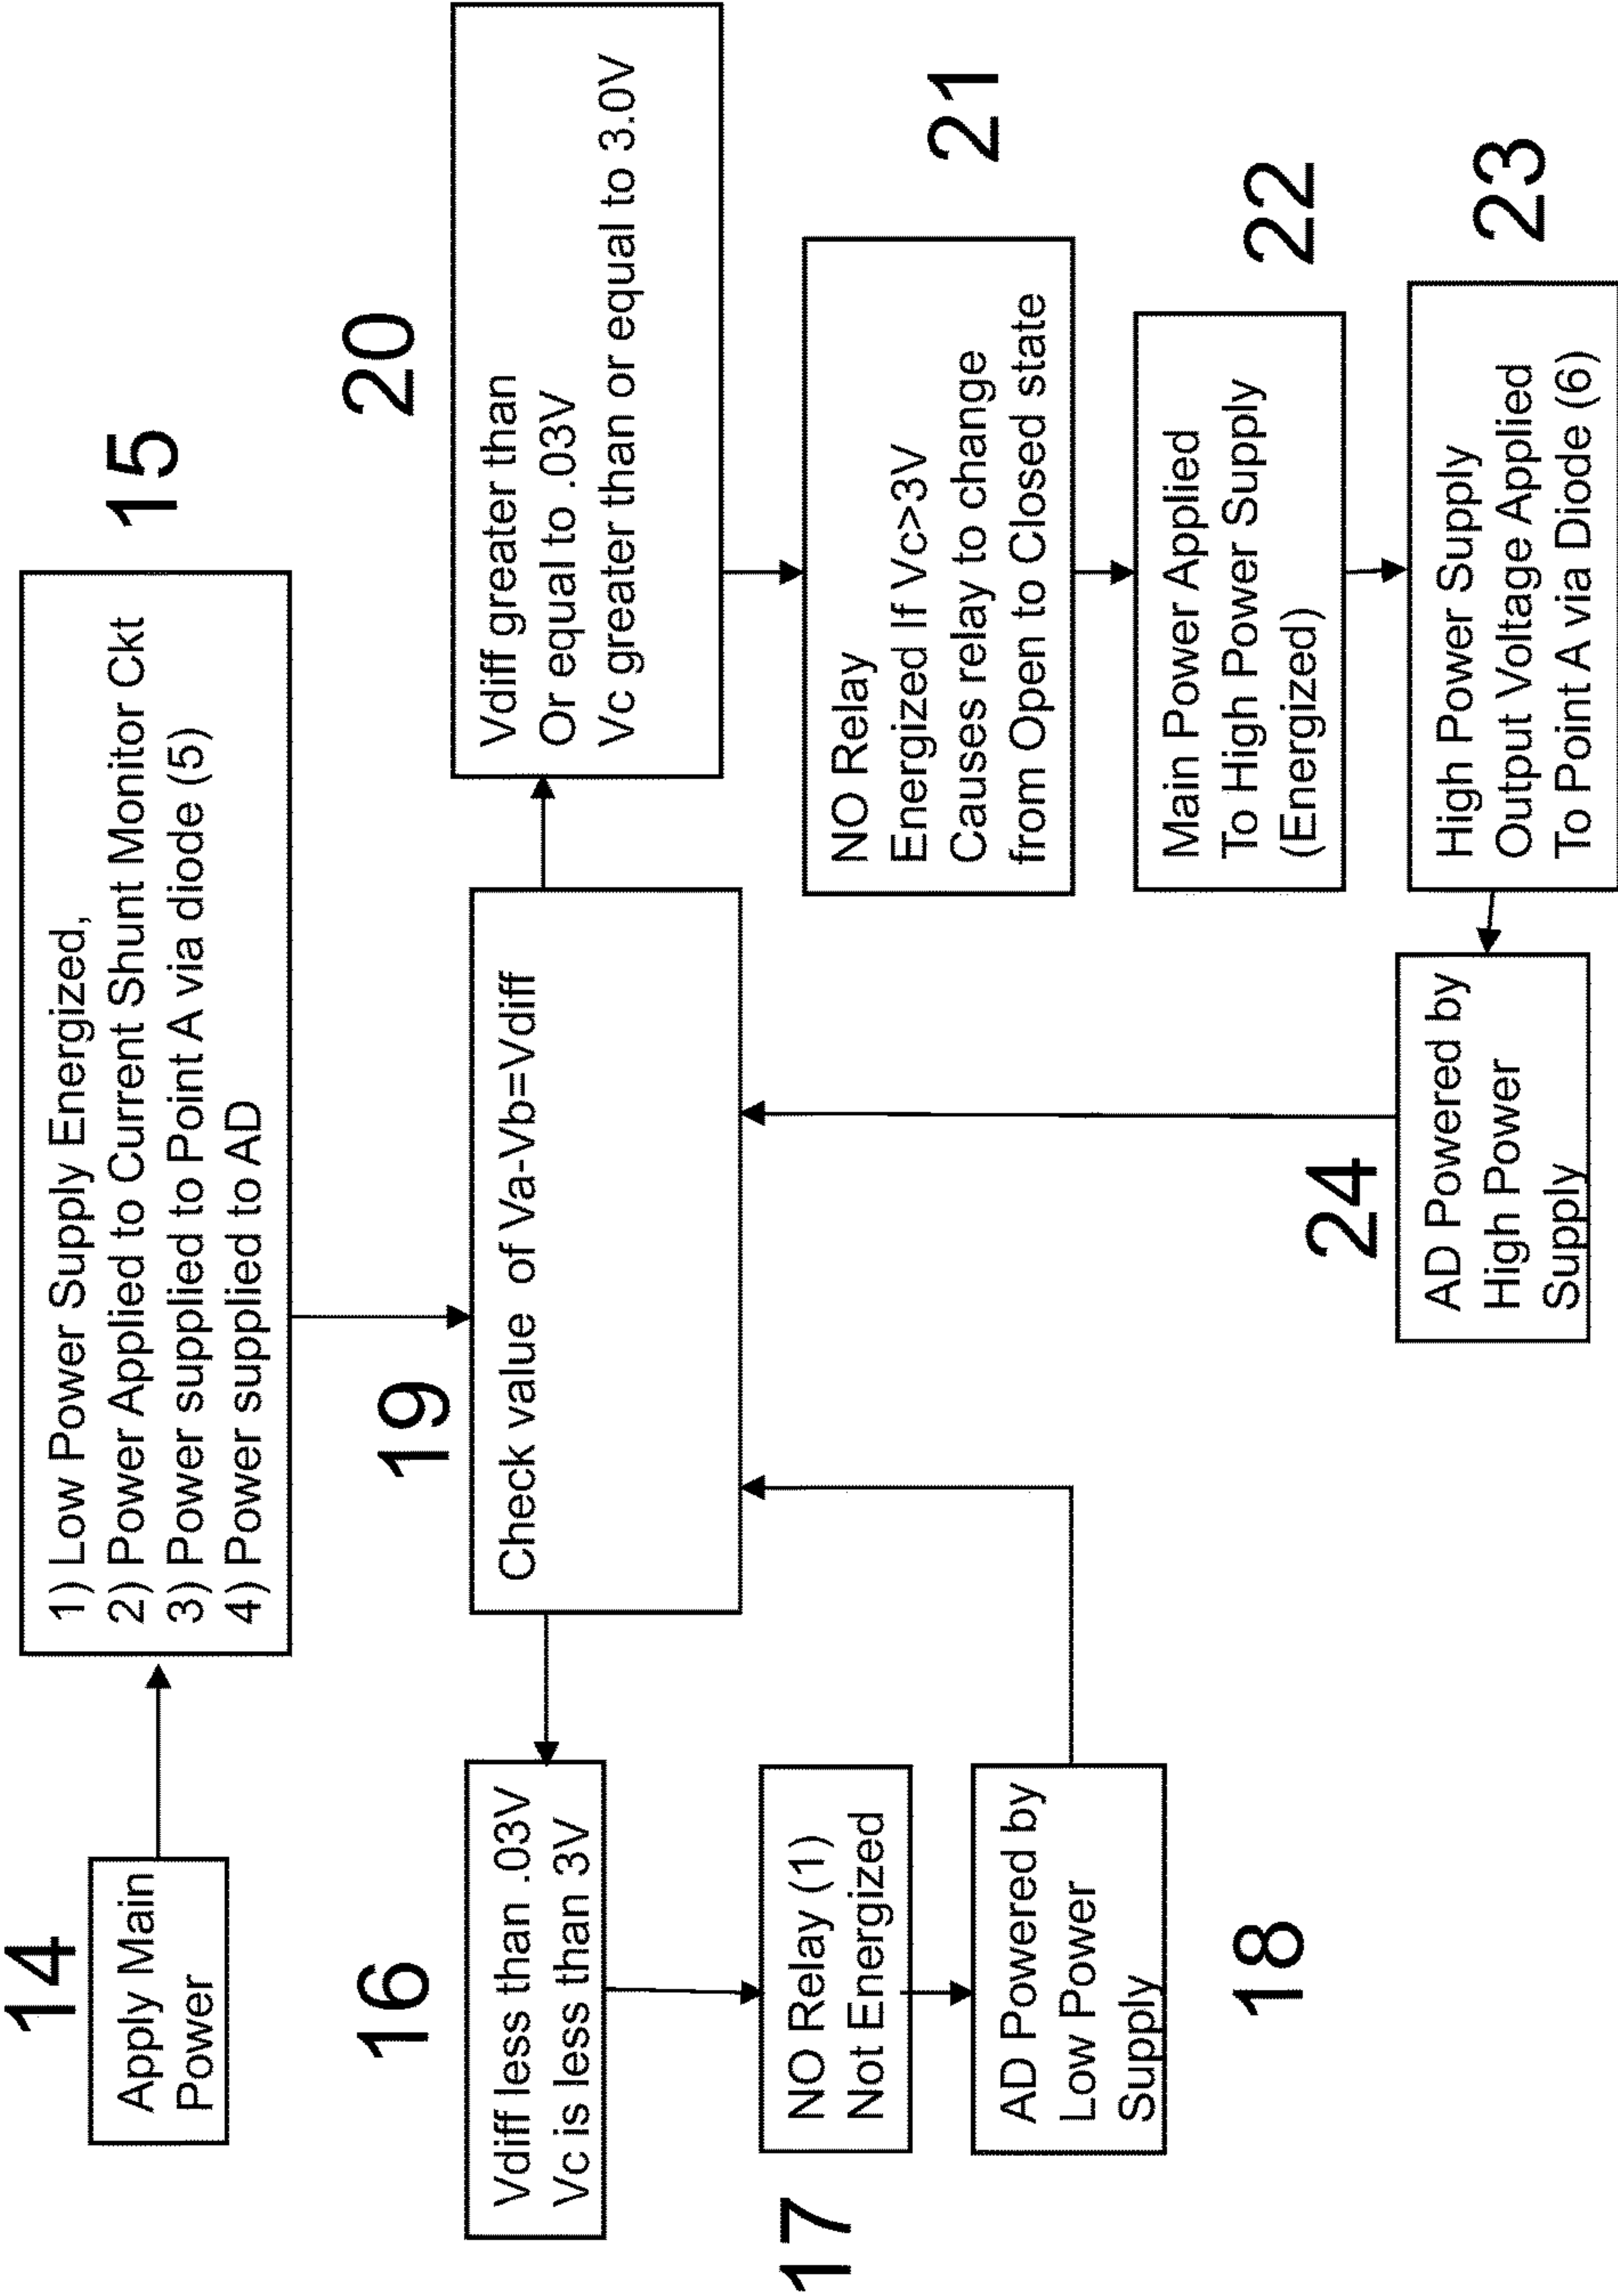 14
Apply Main
Power
15
1) Low Power Supply Energized,
2) Power Applied to Current Shunt Monitor Ckt
3) Power supplied to Point A via diode (5)
4) Power supplied to AD
16
Vdiff less than .03V
Vc is less than 3V
19
Check value of Va-Vb=Vdiff
20
Vdiff greater than
Or equal to .03V
Vc greater than or equal to 3.0V
17
NO Relay (1)
Not Energized
18
AD Powered by
Low Power
Supply
21
NO Relay
Energized If Vc>3V
Causes relay to change
from Open to Closed state
22
Main Power Applied
To High Power Supply
(Energized)
23
High Power Supply
Output Voltage Applied
To Point A via Diode (6)
24
AD Powered by
High Power
Supply